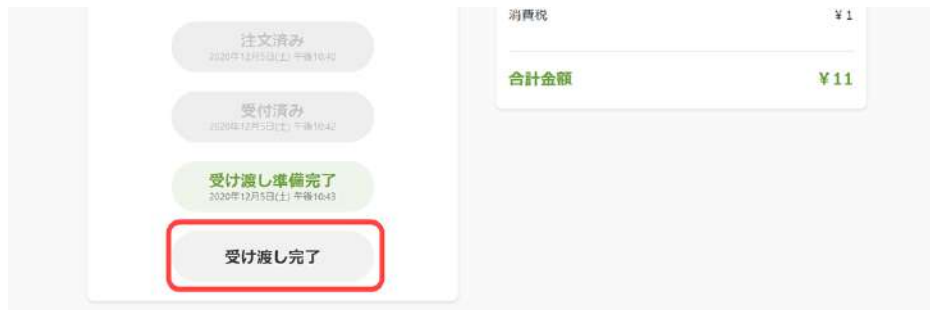 注文済み
2020年12月5日(土) 午後10:40
受付済み
2020年12月5日(土) 午後10:42
受け渡し準備完了
2020年12月5日(土) 午後10:43
受け渡し完了
消費税 ¥1
合計金額 ¥11